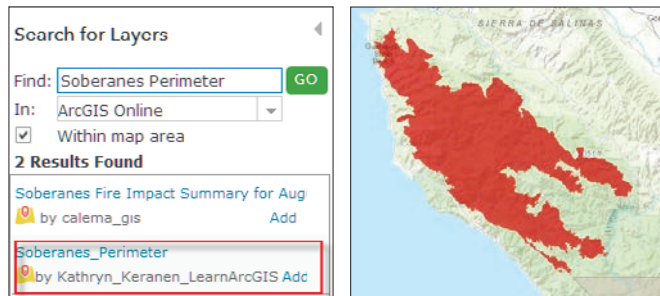 Search for Layers
Find: Soberanes Perimeter GO
In: ArcGIS Online
Within map area
2 Results Found
Soberanes Fire Impact Summary for Aug
by calema_gis Add
Soberanes_Perimeter
by Kathryn_Keranen_LearnArcGIS Add
SIERRA DE SALINAS